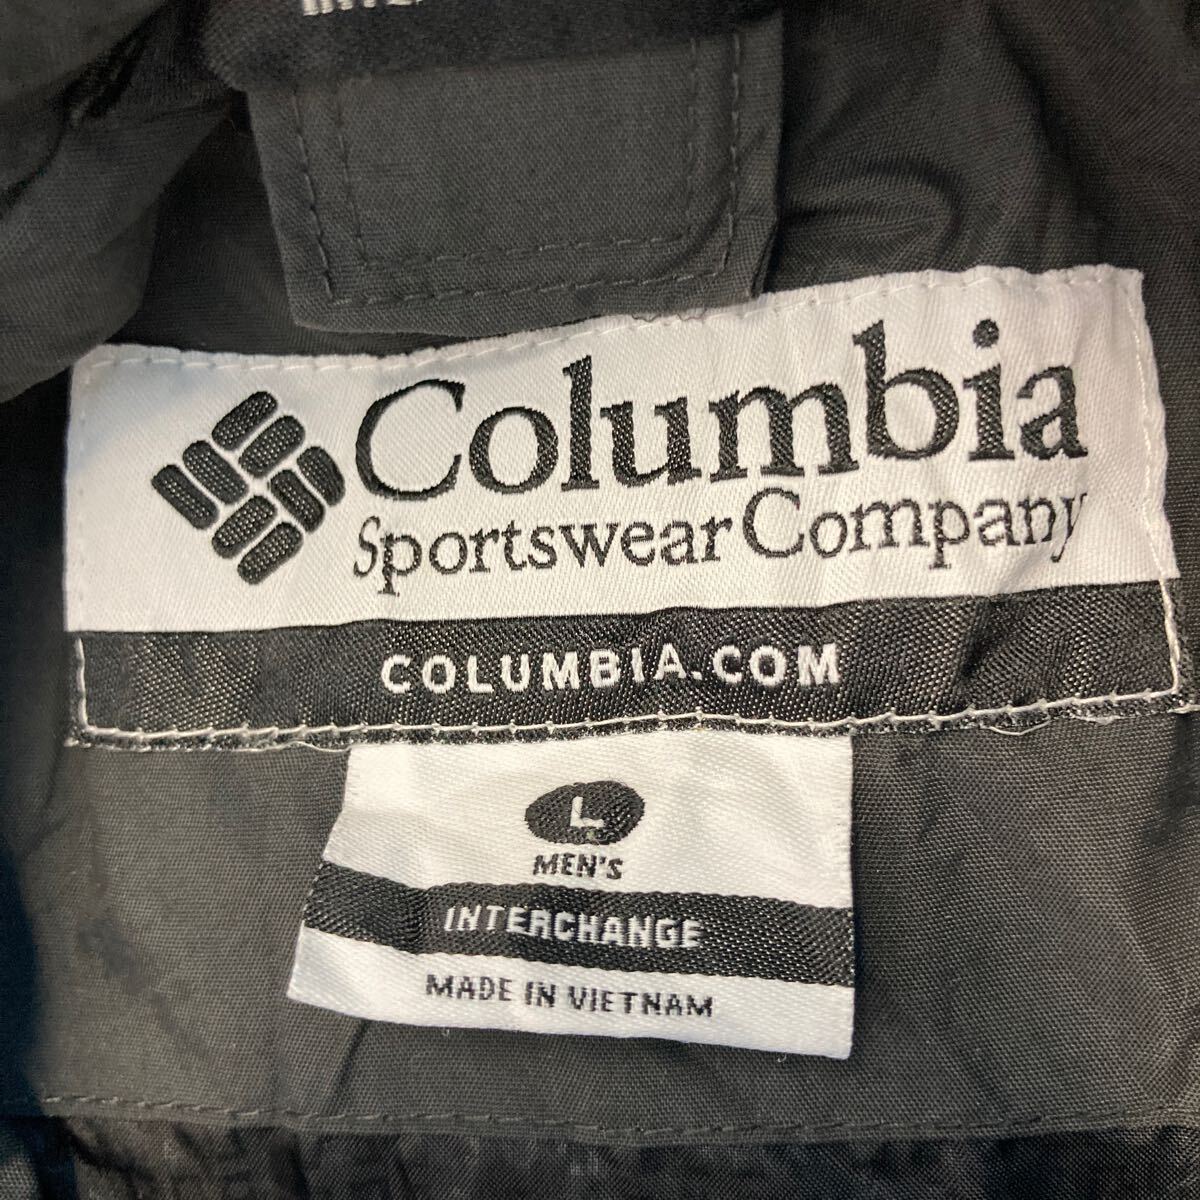 Columbia
Sportswear Company
COLUMBIA.COM
L
MEN'S
INTERCHANGE
MADE IN VIETNAM